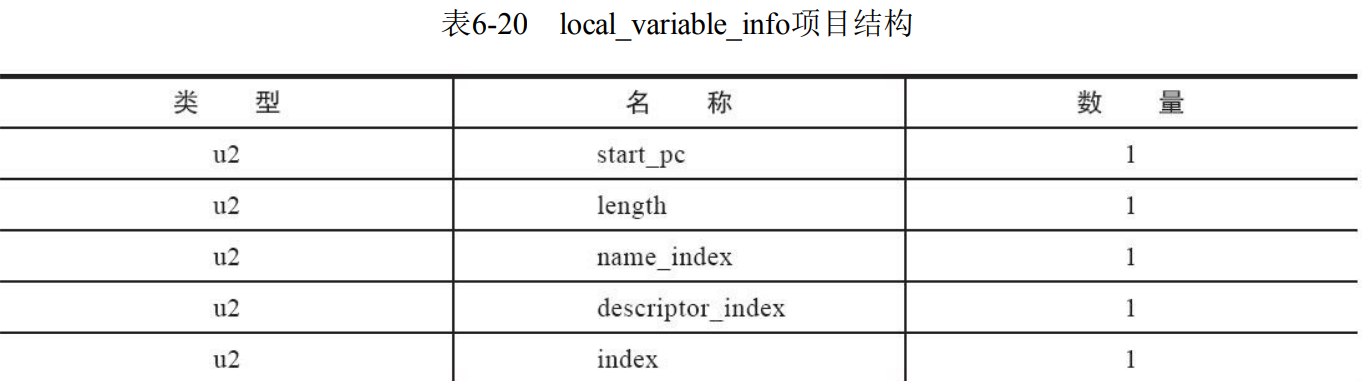 表6-20 local_variable_info项目结构
类 型 名 称 数 量
u2 start_pc 1
u2 length 1
u2 name_index 1
u2 descriptor_index 1
u2 index 1